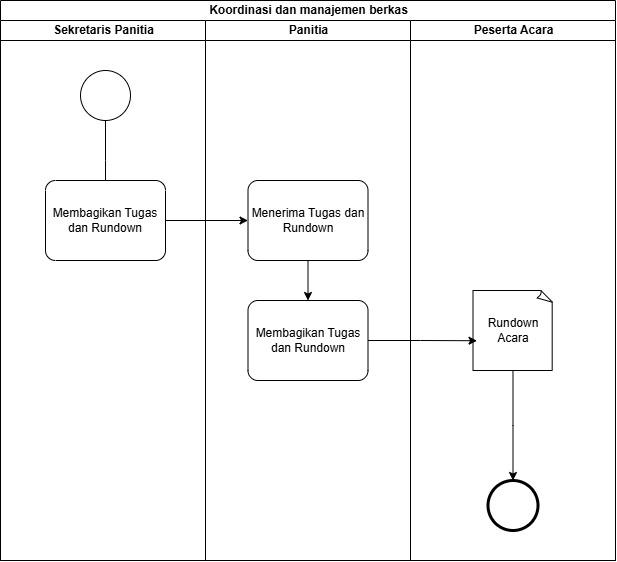 Koordinasi dan manajemen berkas
Sekretaris Panitia
Panitia
Peserta Acara
Membagikan Tugas
dan Rundown
Menerima Tugas dan
Rundown
Membagikan Tugas
dan Rundown
Rundown
Acara